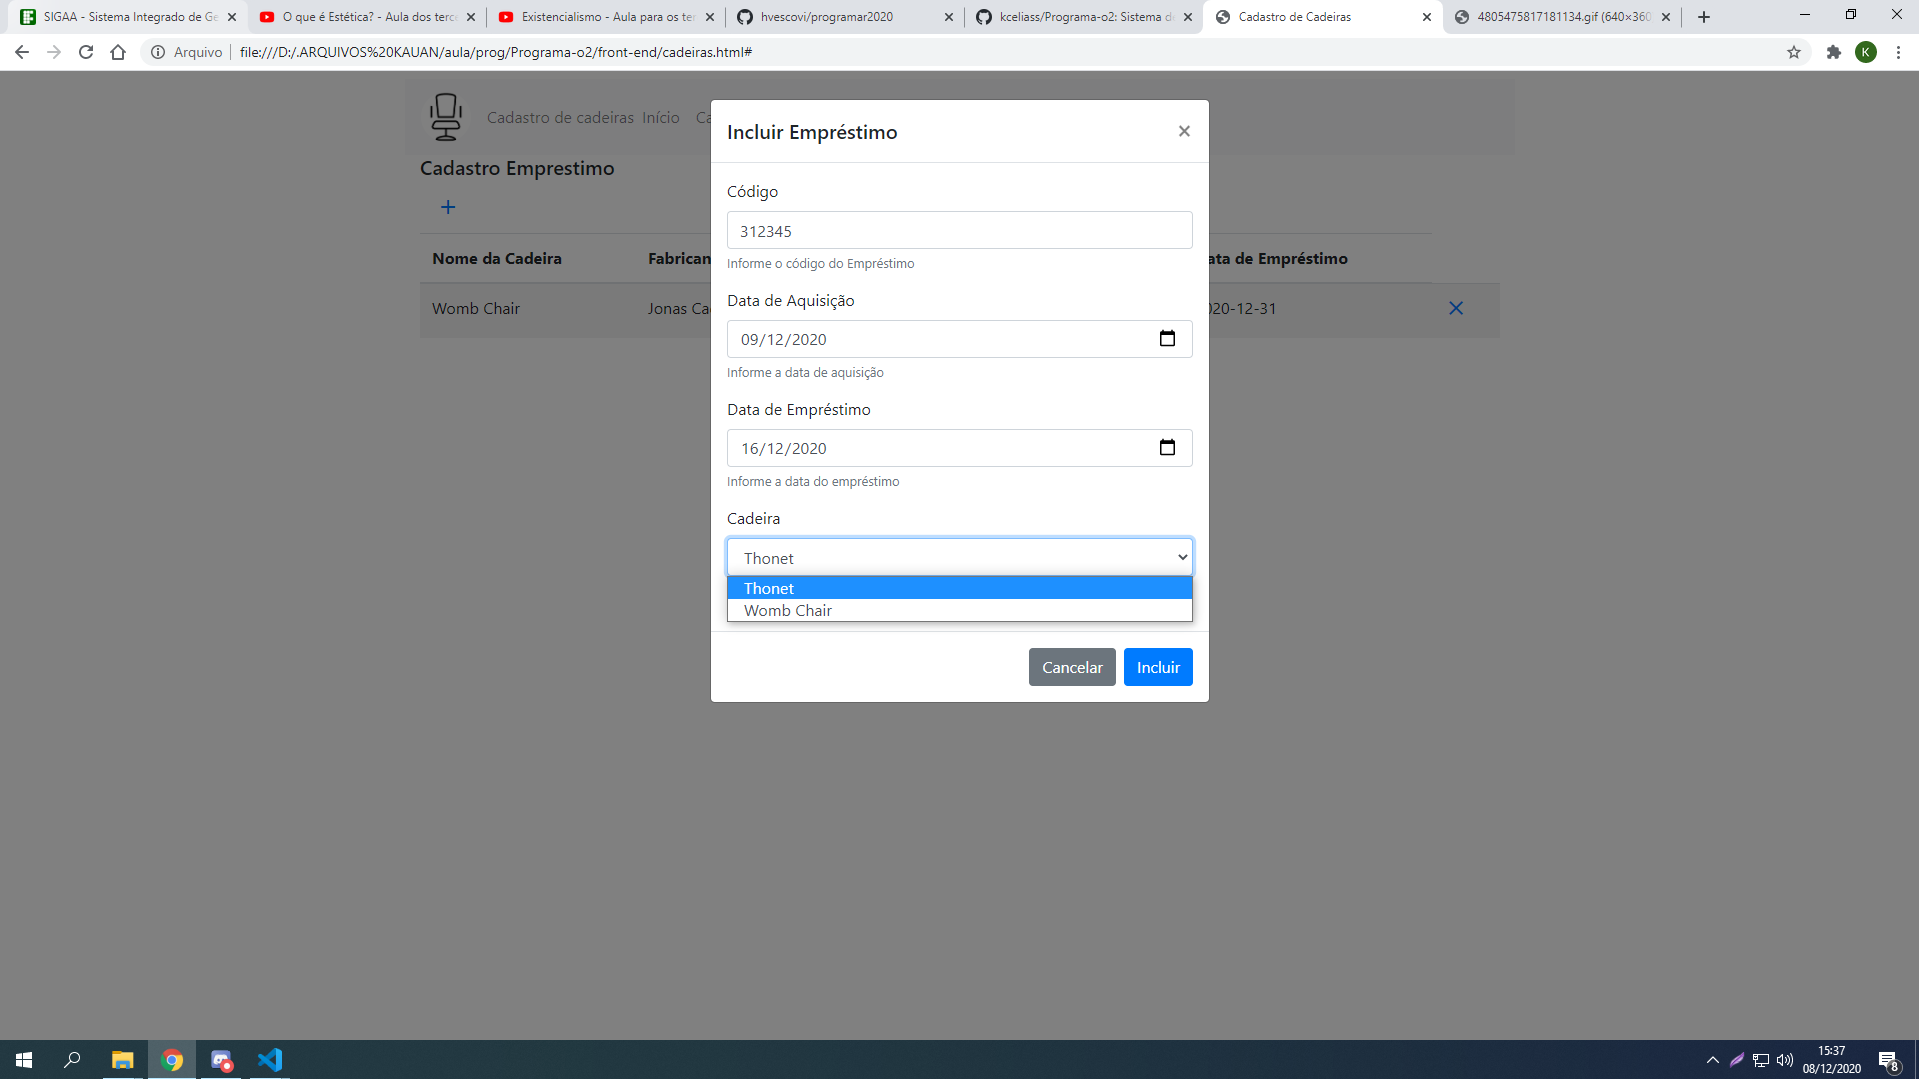 SIGAA - Sistema Integrado de Ge
O que é Estética? - Aula dos terce
Existencialismo - Aula para os ter
hvescovi/programar2020
kceliass/Programa-o2: Sistema d
Cadastro de Cadeiras
4805475817181134.gif (640×360
Arquivo
file:///D:/.ARQUIVOS%20KAUAN/aula/prog/Programa-o2/front-end/cadeiras.html#
K
Cadastro de cadeiras Início Ca
Cadastro Emprestimo
+
Nome da Cadeira Fabrican ata de Empréstimo
Womb Chair Jonas Ca 020-12-31
Incluir Empréstimo ×
Código
312345
Informe o código do Empréstimo
Data de Aquisição
09/12/2020
Informe a data de aquisição
Data de Empréstimo
16/12/2020
Informe a data do empréstimo
Cadeira
Thonet
Thonet
Womb Chair
Cancelar Incluir
15:37
08/12/2020
8